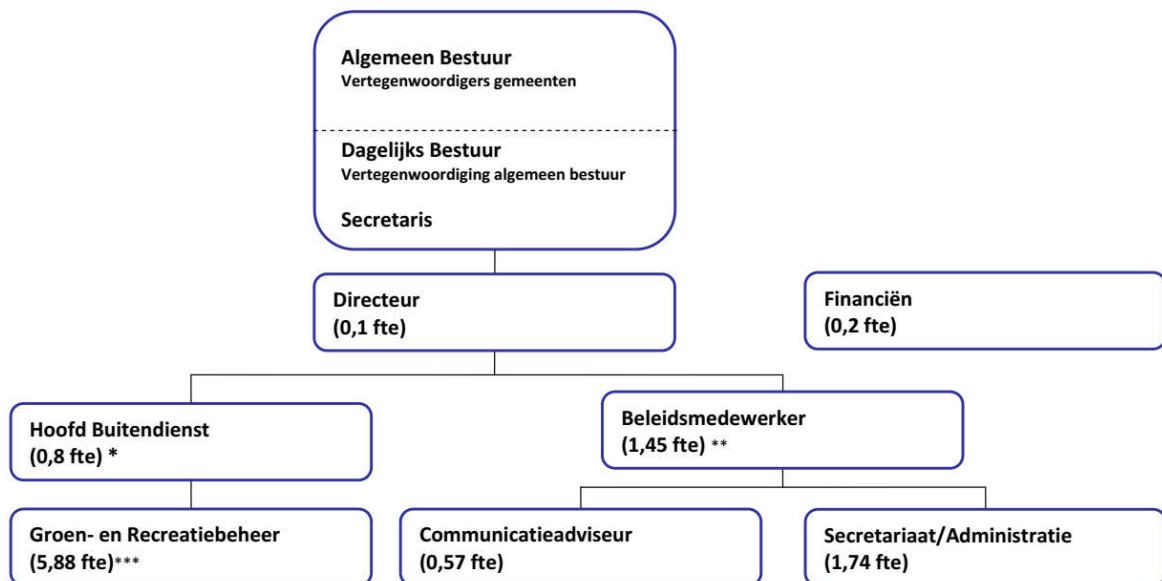 Algemeen Bestuur
Vertegenwoordigers gemeenten
Dagelijks Bestuur
Vertegenwoordiging algemeen bestuur
Secretaris
Directeur
(0,1 fte)
Financiën
(0,2 fte)
Hoofd Buitendienst
(0,8 fte) *
Beleidsmedewerker
(1,45 fte) **
Groen- en Recreatiebeheer
(5,88 fte)***
Communicatieadviseur
(0,57 fte)
Secretariaat/Administratie
(1,74 fte)